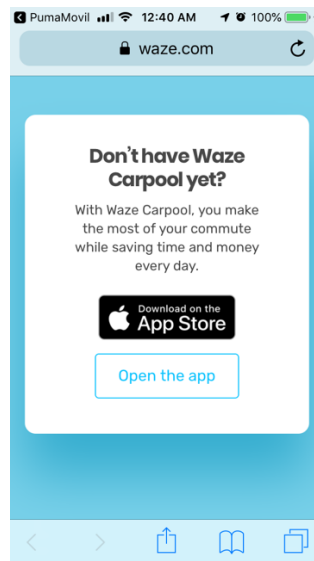 PumaMovil 12:40 AM 100%
waze.com
Don't have Waze
Carpool yet?
With Waze Carpool, you make
the most of your commute
while saving time and money
every day.
Download on the
App Store
Open the app